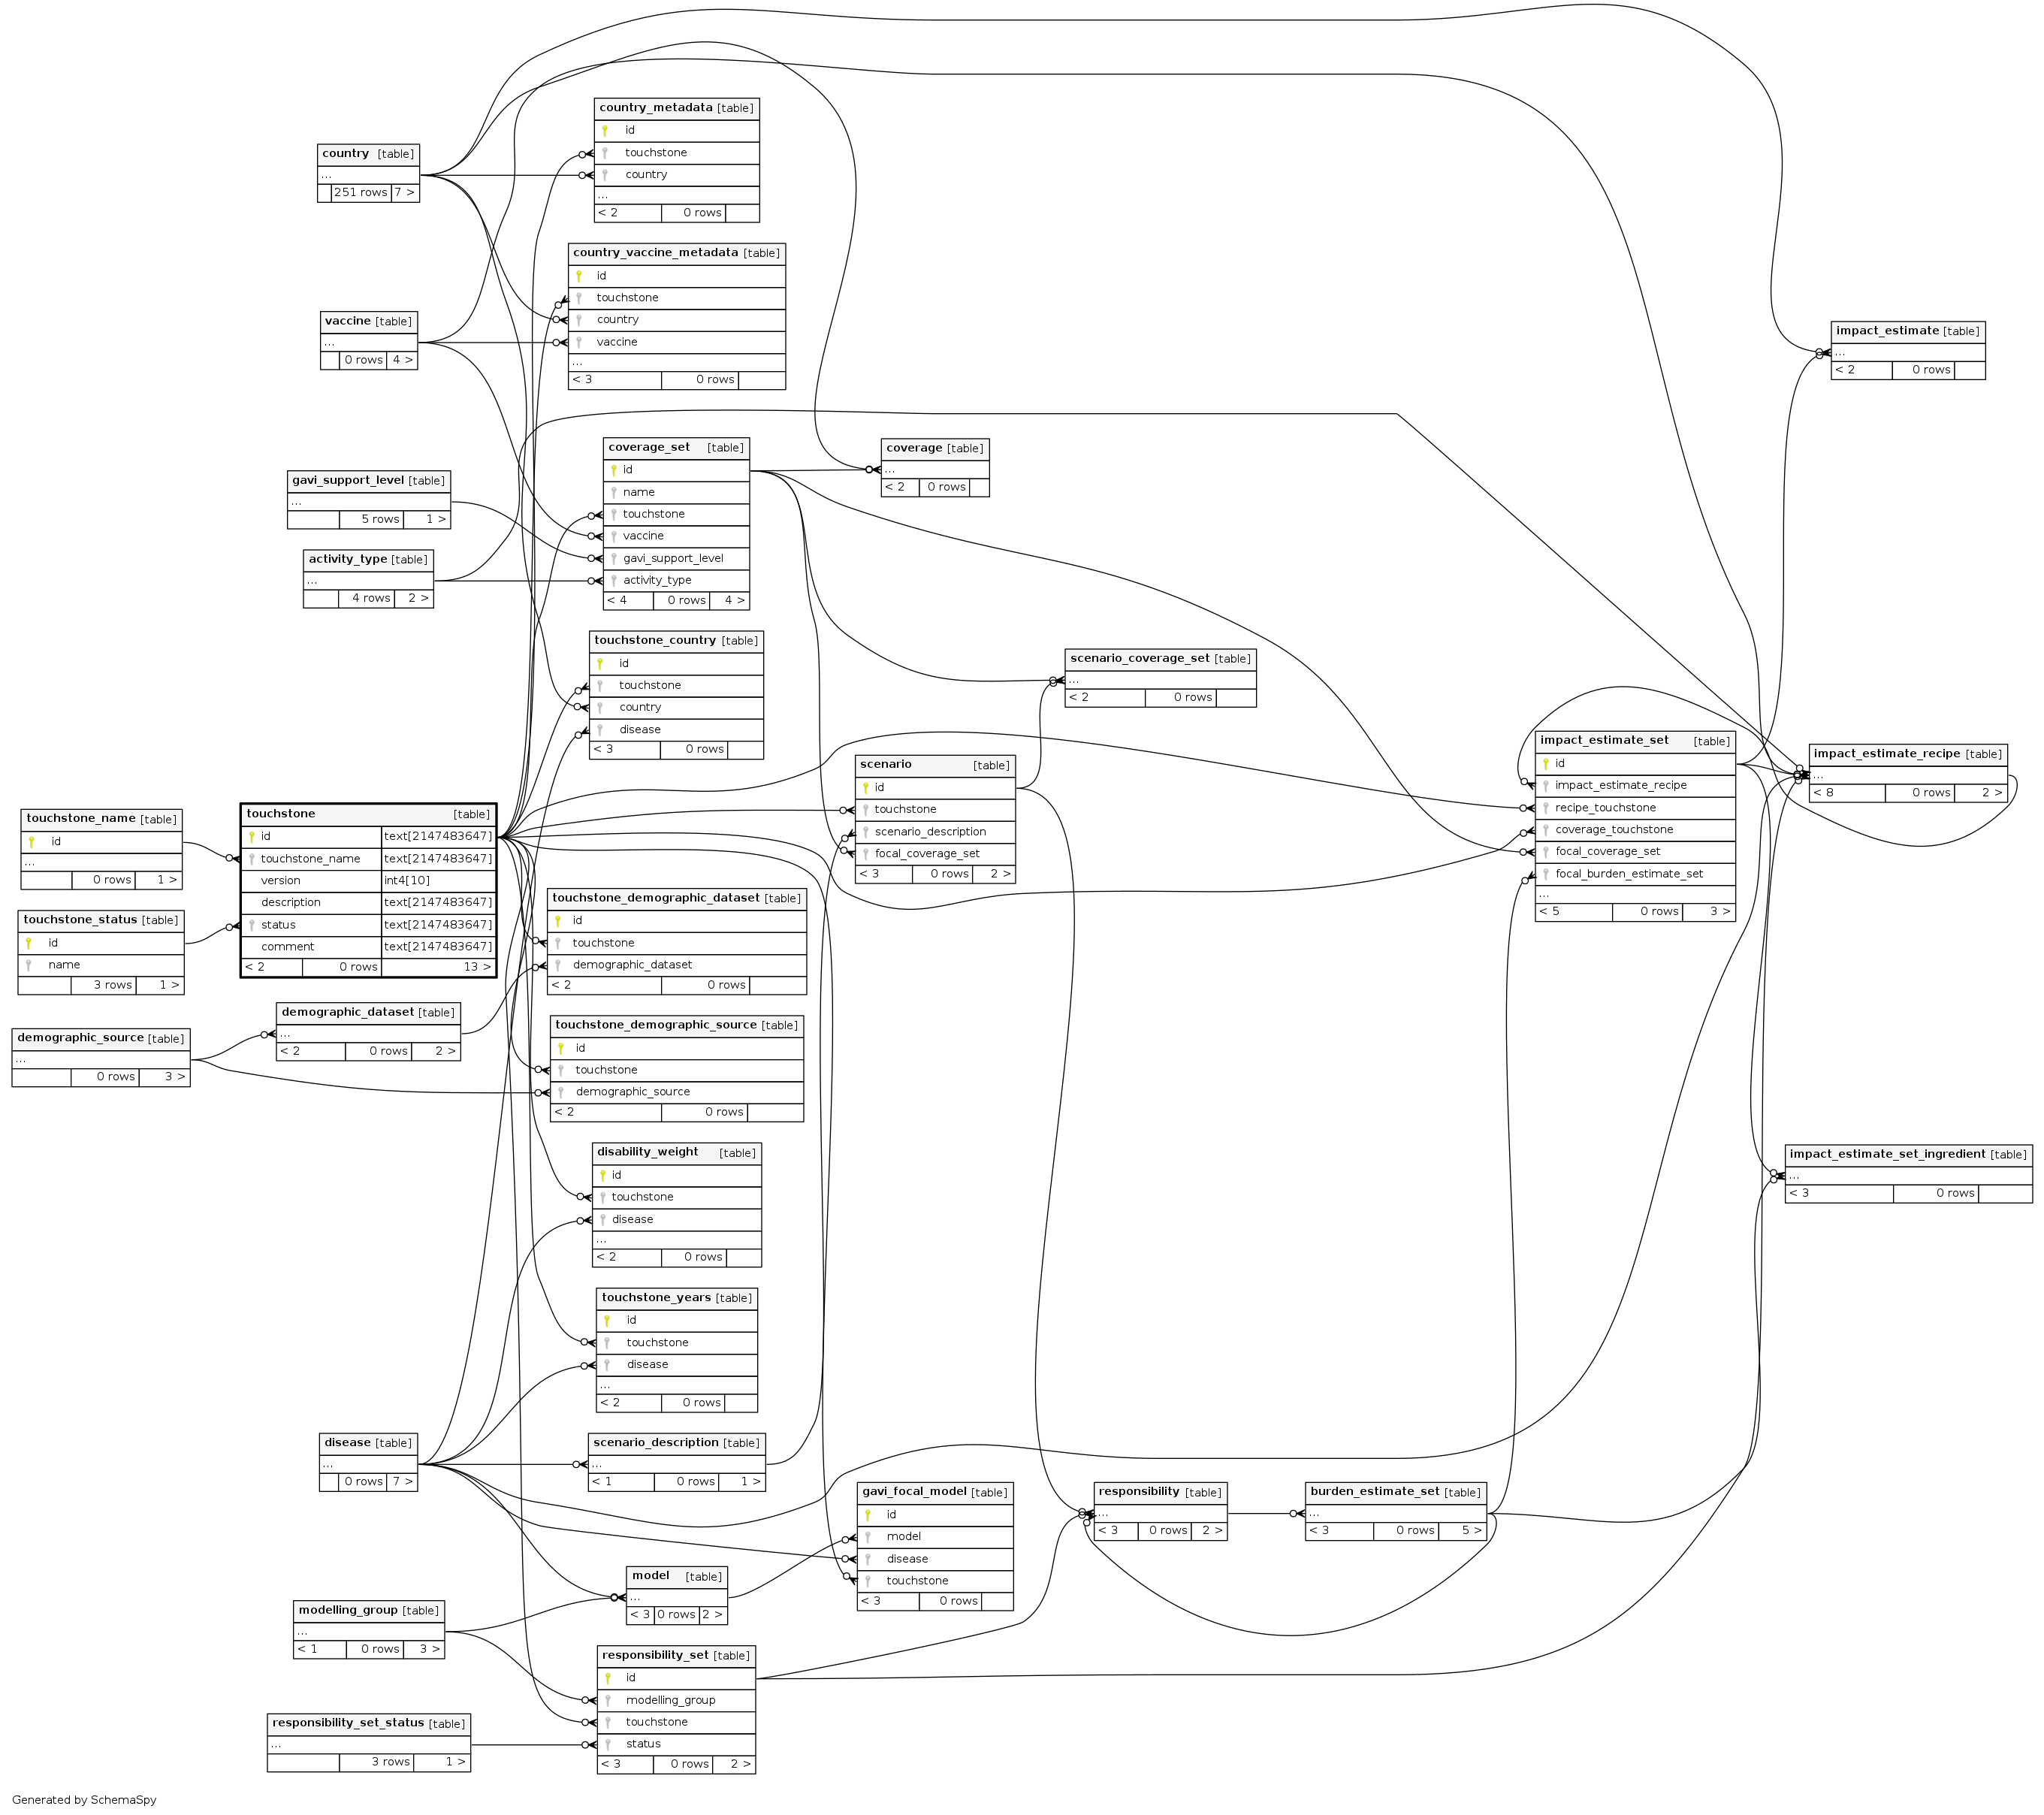 country_metadata [table]
id
touchstone
country
...
< 2 0 rows
country [table]
...
251 rows 7 >
country_vaccine_metadata [table]
id
touchstone
country
vaccine
...
< 3 0 rows
vaccine [table]
...
0 rows 4 >
impact_estimate [table]
...
< 2 0 rows
coverage_set [table]
id
name
touchstone
vaccine
gavi_support_level
activity_type
< 4 0 rows 4 >
coverage [table]
...
< 2 0 rows
gavi_support_level [table]
...
5 rows 1 >
activity_type [table]
...
4 rows 2 >
touchstone_country [table]
id
touchstone
country
disease
< 3 0 rows
scenario_coverage_set [table]
...
< 2 0 rows
impact_estimate_set [table]
id
impact_estimate_recipe
recipe_touchstone
coverage_touchstone
focal_coverage_set
focal_burden_estimate_set
...
< 5 0 rows 3 >
impact_estimate_recipe [table]
...
< 8 0 rows 2 >
scenario [table]
id
touchstone
scenario_description
focal_coverage_set
< 3 0 rows 2 >
touchstone_name [table]
id
...
0 rows 1 >
touchstone [table]
id text[2147483647]
touchstone_name text[2147483647]
version int4[10]
description text[2147483647]
status text[2147483647]
comment text[2147483647]
< 2 0 rows 13 >
touchstone_status [table]
id
name
3 rows 1 >
touchstone_demographic_dataset [table]
id
touchstone
demographic_dataset
< 2 0 rows
demographic_dataset [table]
...
< 2 0 rows 2 >
demographic_source [table]
...
0 rows 3 >
touchstone_demographic_source [table]
id
touchstone
demographic_source
< 2 0 rows
disability_weight [table]
id
touchstone
disease
...
< 2 0 rows
impact_estimate_set_ingredient [table]
...
< 3 0 rows
touchstone_years [table]
id
touchstone
disease
...
< 2 0 rows
disease [table]
...
0 rows 7 >
scenario_description [table]
...
< 1 0 rows 1 >
gavi_focal_model [table]
id
model
disease
touchstone
< 3 0 rows
responsibility [table]
...
< 3 0 rows 2 >
burden_estimate_set [table]
...
< 3 0 rows 5 >
model [table]
...
< 3 0 rows 2 >
modelling_group [table]
...
< 1 0 rows 3 >
responsibility_set [table]
id
modelling_group
touchstone
status
< 3 0 rows 2 >
responsibility_set_status [table]
...
3 rows 1 >
Generated by SchemaSpy